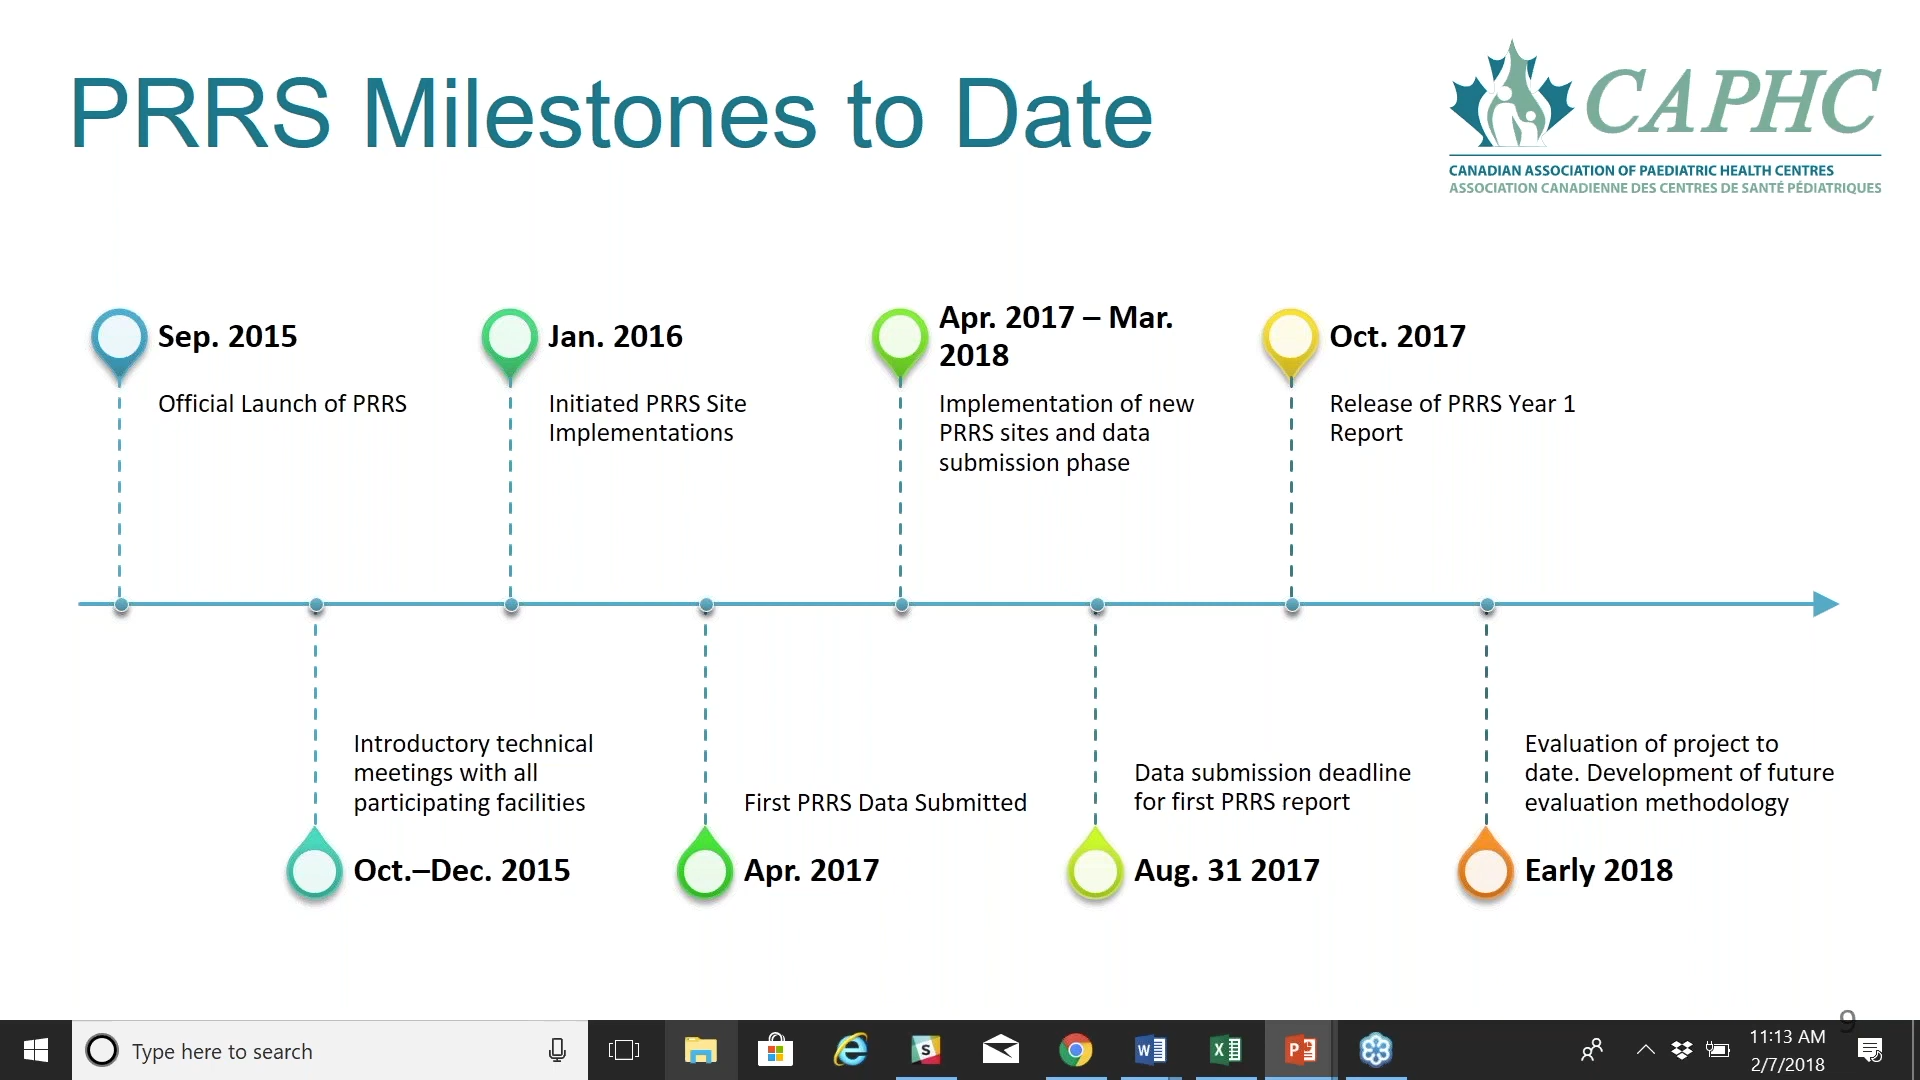 PRRS Milestones to Date
CAPHC
CANADIAN ASSOCIATION OF PAEDIATRIC HEALTH CENTRES
ASSOCIATION CANADIENNE DES CENTRES DE SANTÉ PÉDIATRIQUES
Sep. 2015
Official Launch of PRRS
Jan. 2016
Initiated PRRS Site
Implementations
Apr. 2017 – Mar.
2018
Implementation of new
PRRS sites and data
submission phase
Oct. 2017
Release of PRRS Year 1
Report
Introductory technical
meetings with all
participating facilities
Oct.–Dec. 2015
First PRRS Data Submitted
Apr. 2017
Data submission deadline
for first PRRS report
Aug. 31 2017
Evaluation of project to
date. Development of future
evaluation methodology
Early 2018
9
Type here to search
11:13 AM
2/7/2018